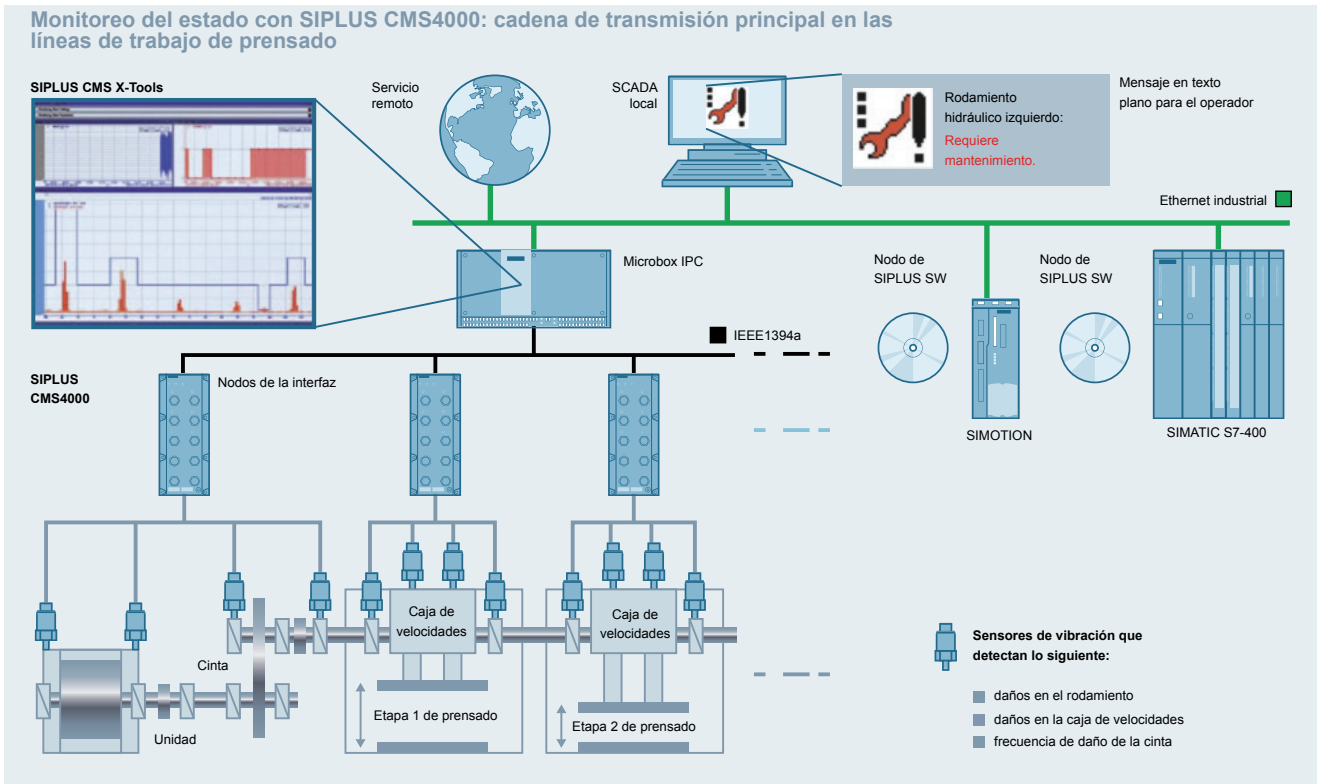 Monitoreo del estado con SIPLUS CMS4000: cadena de transmisión principal en las
líneas de trabajo de prensado
SIPLUS CMS X-Tools
Servicio
remoto
SCADA
local
Rodamiento
hidráulico izquierdo:
Requiere
mantenimiento.
Mensaje en texto
plano para el operador
Ethernet industrial
Microbox IPC
Nodo de
SIPLUS SW
Nodo de
SIPLUS SW
IEEE1394a
SIPLUS
CMS4000
Nodos de la interfaz
SIMOTION
SIMATIC S7-400
Caja de
velocidades
Caja de
velocidades
Cinta
Unidad
Etapa 1 de prensado
Etapa 2 de prensado
Sensores de vibración que
detectan lo siguiente:
daños en el rodamiento
daños en la caja de velocidades
frecuencia de daño de la cinta